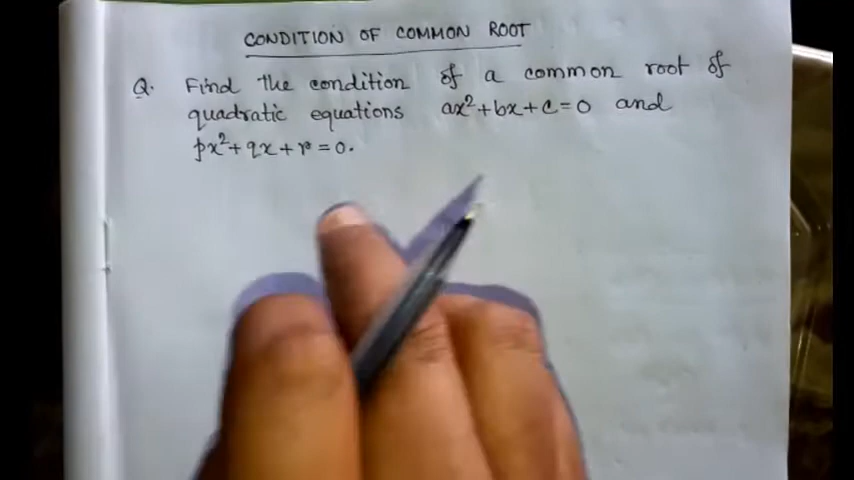 CONDITION OF COMMON ROOT
Q. Find the condition of a common root of
quadratic equations ax²+bx+c=0 and
px²+qx+r=0.